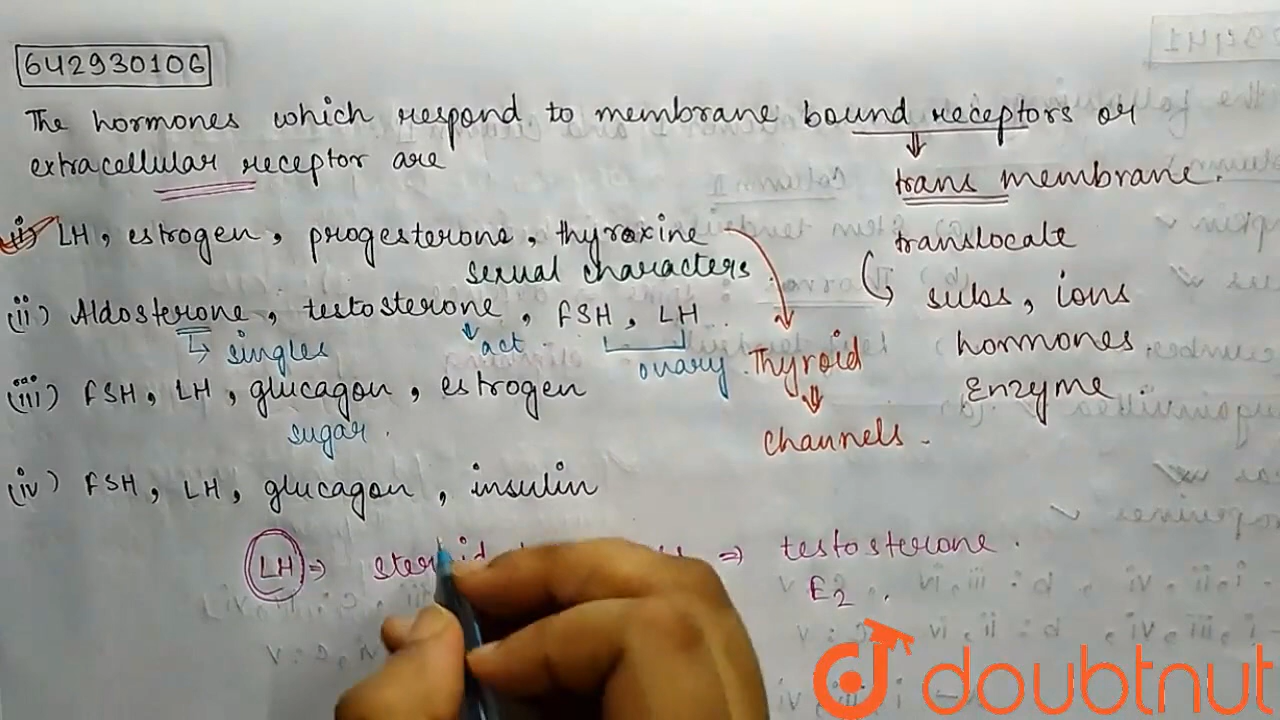 642930106
The hormones which respond to membrane bound receptors or
extracellular receptor are
trans membrane.
(i) LH, estrogen, progesterone, thyroxine
translocate
sexual characters.
subs, ions
(ii) Aldosterone, testosterone, FSH, LH
singles
act.
ovary.
Thyroid
hormones.
(iii) FSH, LH, glucagon, estrogen
Enzyme.
sugar.
channels.
(iv) FSH, LH, glucagon, insulin
LH ⇒ ⇒ testosterone.
E2.
doubtnut